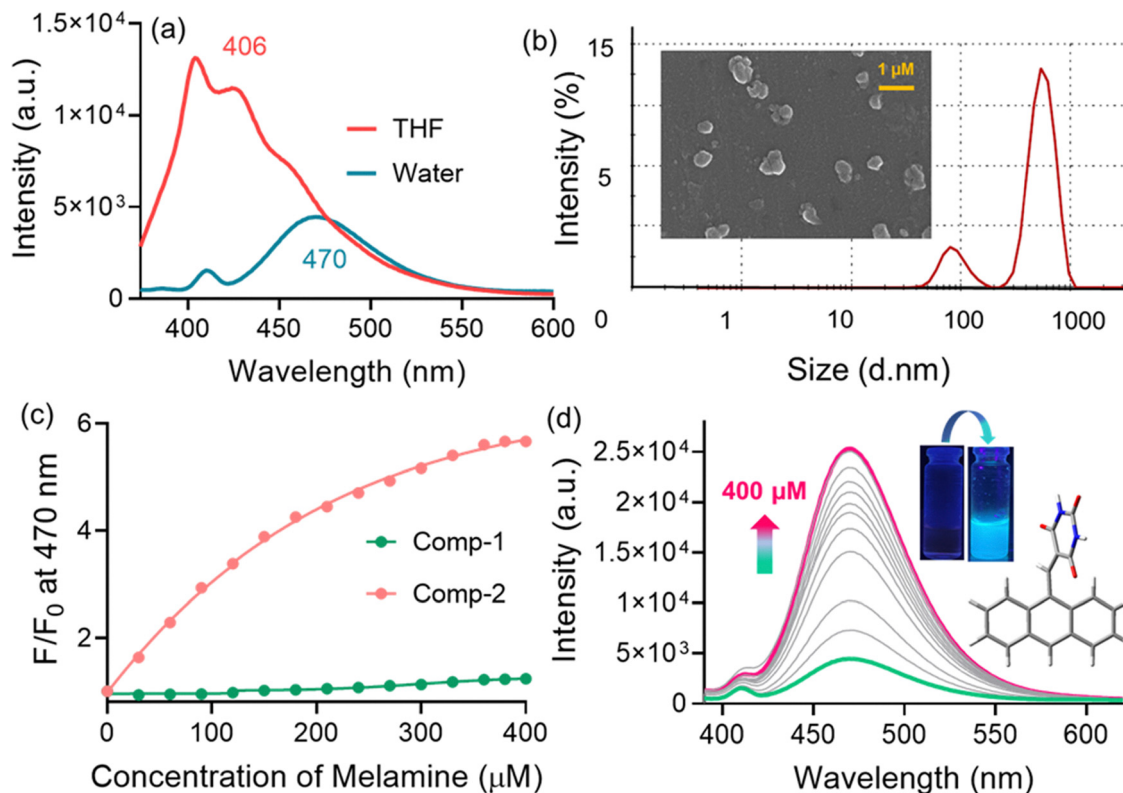 (a)
1.5×10⁴
1.0×10⁴
5×10³
0
Intensity (a.u.)
406
470
THF
Water
400
450
500
550
600
Wavelength (nm)
(b)
15
5
0
Intensity (%)
1 µM
1
10
100
1000
Size (d.nm)
(c)
6
4
2
F/F₀ at 470 nm
Comp-1
Comp-2
0
100
200
300
400
Concentration of Melamine (µM)
(d)
2.5×10⁴
2×10⁴
2×10⁴
1×10⁴
5×10³
0
Intensity (a.u.)
400 µM
400
450
500
550
600
Wavelength (nm)